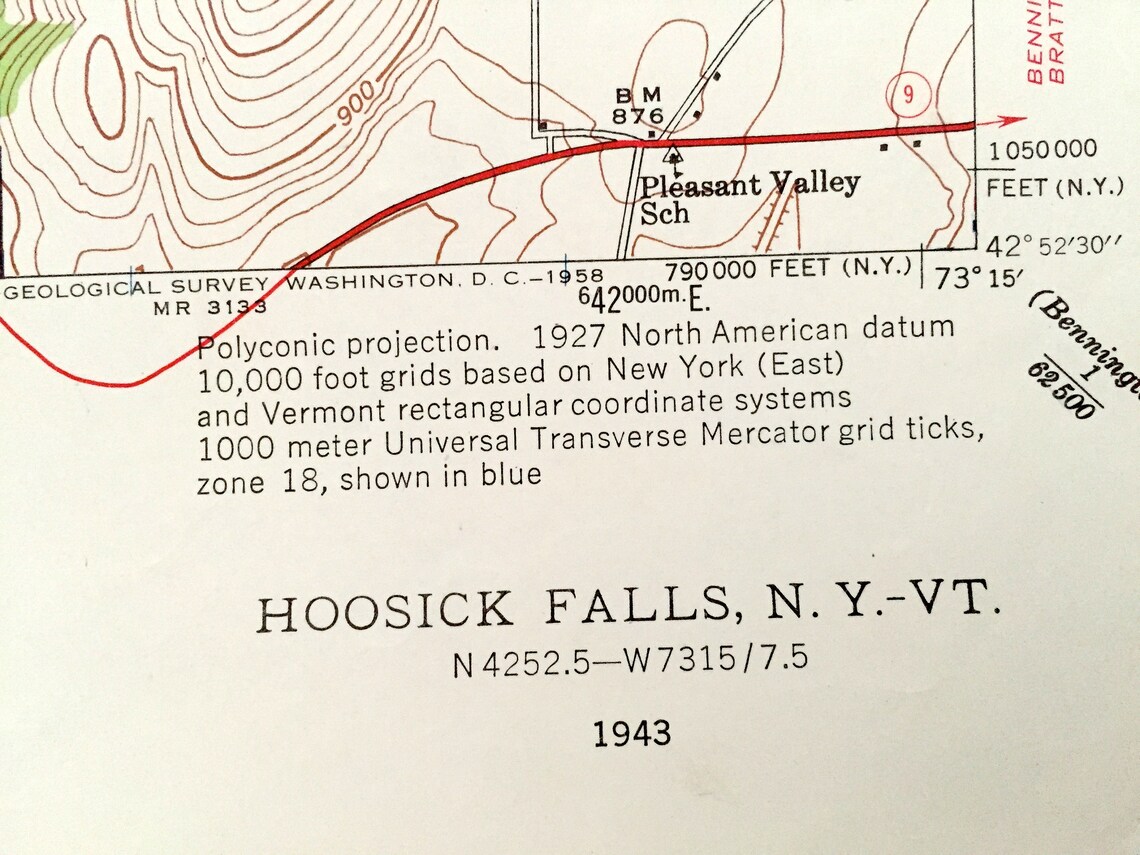 BENNI
BRATT
9
B M
876
900
1 050 000
FEET (N.Y.)
Pleasant Valley
Sch
42° 52'30"
GEOLOGICAL SURVEY WASHINGTON, D. C.–1958
790 000 FEET (N.Y.)
73° 15'
MR 3133
642000m.E.
(Benningt
1
62 500
Polyconic projection. 1927 North American datum
10,000 foot grids based on New York (East)
and Vermont rectangular coordinate systems
1000 meter Universal Transverse Mercator grid ticks,
zone 18, shown in blue
HOOSICK FALLS, N. Y.-VT.
N 4252.5—W 7315/7.5
1943